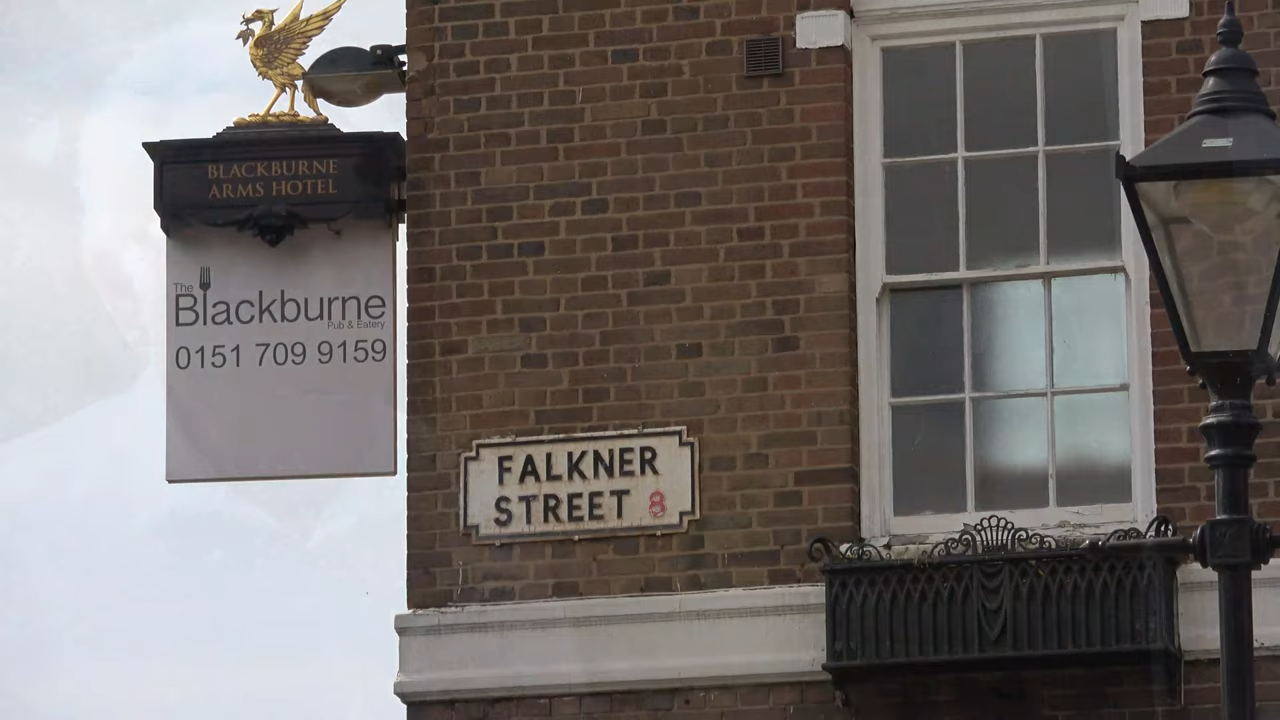 BLACKBURNE
ARMS HOTEL
The
Blackburne
Pub & Eatery
0151 709 9159
FALKNER
STREET 8